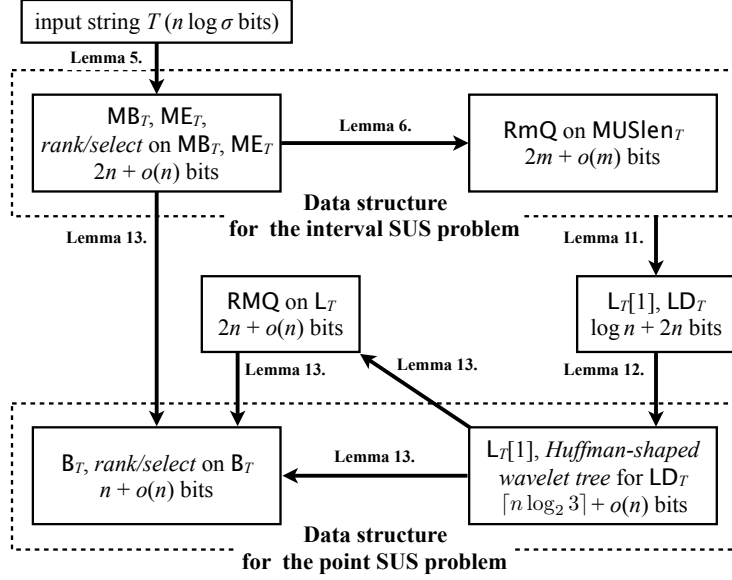 input string T (n log σ bits)
Lemma 5.
MB_T, ME_T,
rank/select on MB_T, ME_T
2n + o(n) bits
Lemma 6.
RmQ on MUSlen_T
2m + o(m) bits
Data structure
for the interval SUS problem
Lemma 13.
Lemma 11.
RMQ on L_T
2n + o(n) bits
L_T[1], LD_T
log n + 2n bits
Lemma 13.
Lemma 13.
Lemma 12.
B_T, rank/select on B_T
n + o(n) bits
Lemma 13.
L_T[1], Huffman-shaped
wavelet tree for LD_T
⌈n log₂ 3⌉ + o(n) bits
Data structure
for the point SUS problem